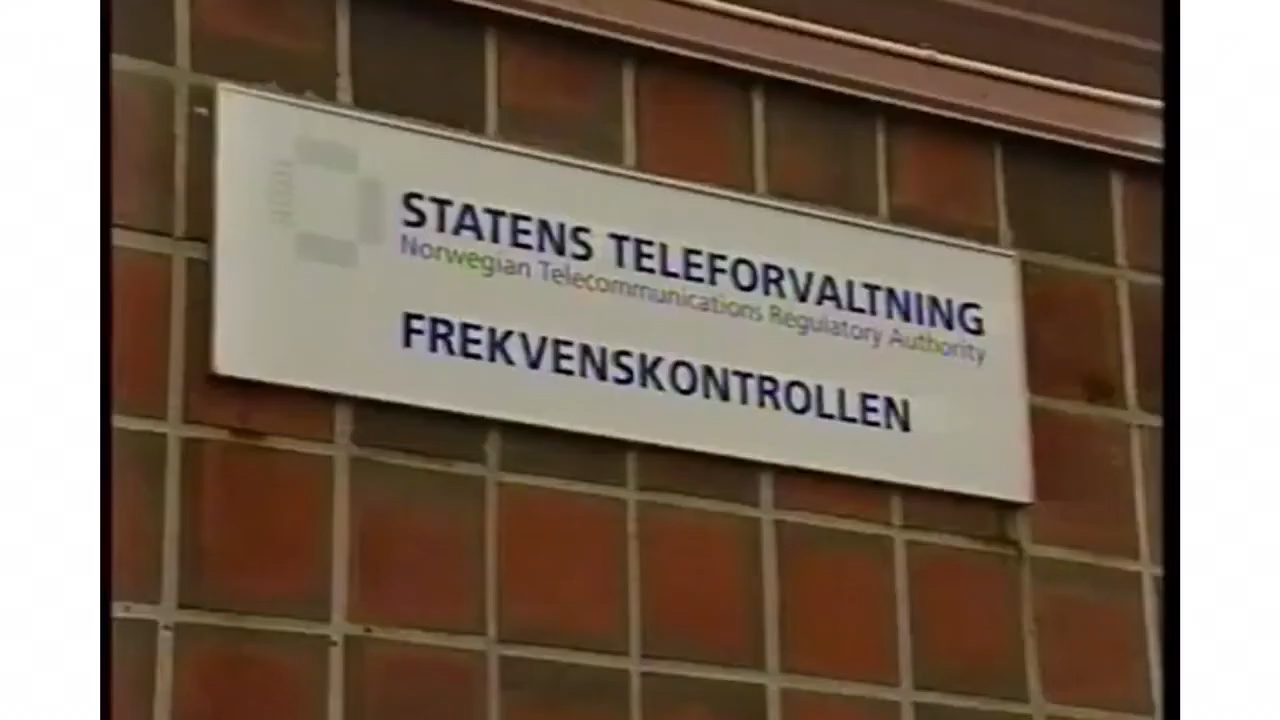 STATENS TELEFORVALTNING
Norwegian Telecommunications Regulatory Authority
FREKVENSKONTROLLEN